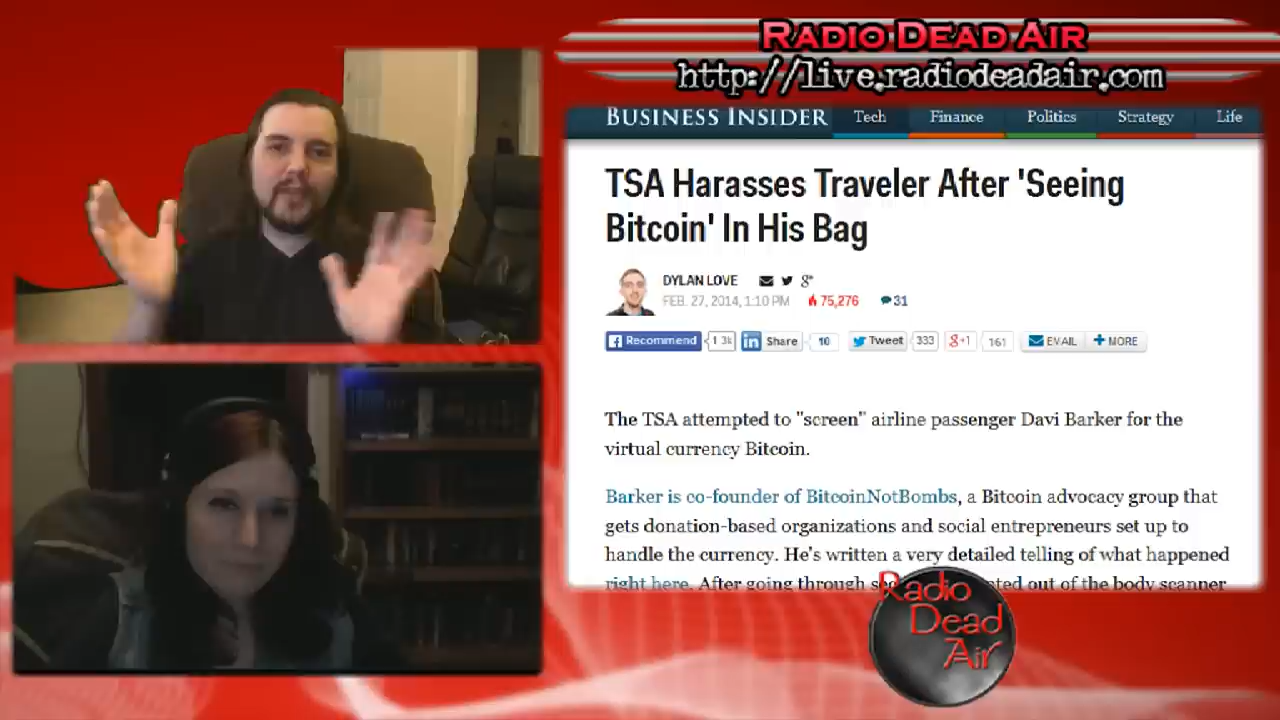 RADIO DEAD AIR
http://live.radiodeadair.com
BUSINESS INSIDER Tech Finance Politics Strategy Life
TSA Harasses Traveler After 'Seeing
Bitcoin' In His Bag
DYLAN LOVE g+
FEB. 27, 2014, 1:10 PM 75,276 31
f Recommend 1.3k in Share 10 Tweet 333 g+1 161 EMAIL + MORE
The TSA attempted to "screen" airline passenger Davi Barker for the
virtual currency Bitcoin.
Barker is co-founder of BitcoinNotBombs, a Bitcoin advocacy group that
gets donation-based organizations and social entrepreneurs set up to
handle the currency. He's written a very detailed telling of what happened
right here. After going through out of the body scanner
Radio
Dead
Air